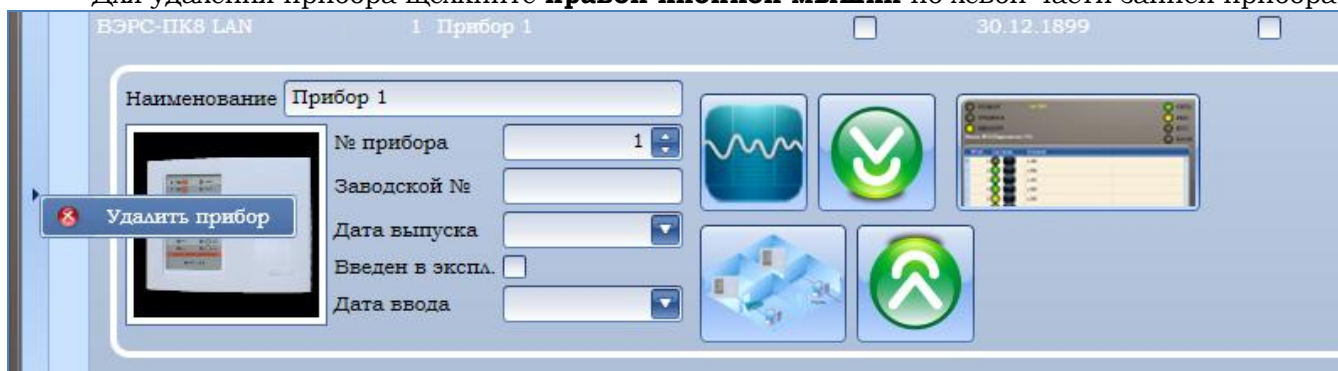 Для удаления прибора щелкните правой кнопкой мыши по левой части записи прибора
ВЭРС-ПК8 LAN 1 Прибор 1 30.12.1899
Наименование Прибор 1
№ прибора 1
Заводской №
Удалить прибор
Дата выпуска
Введен в экспл.
Дата ввода